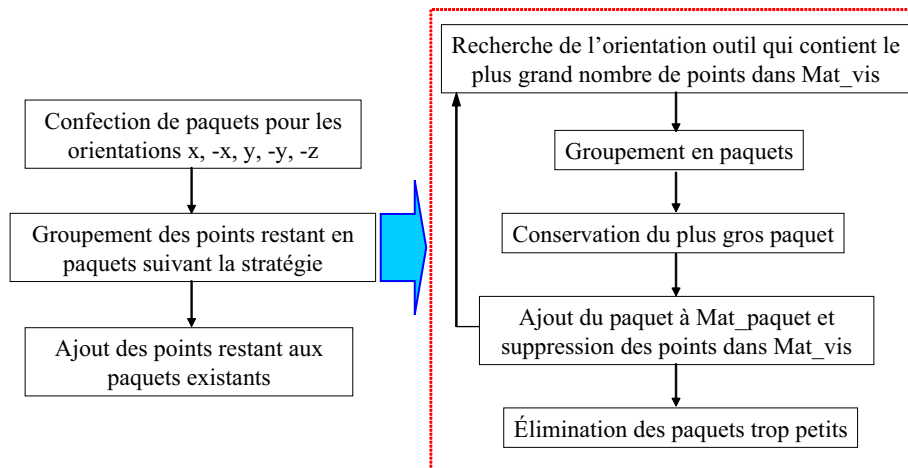 Confection de paquets pour les
orientations x, -x, y, -y, -z
Groupement des points restant en
paquets suivant la stratégie
Ajout des points restant aux
paquets existants
Recherche de l’orientation outil qui contient le
plus grand nombre de points dans Mat_vis
Groupement en paquets
Conservation du plus gros paquet
Ajout du paquet à Mat_paquet et
suppression des points dans Mat_vis
Élimination des paquets trop petits